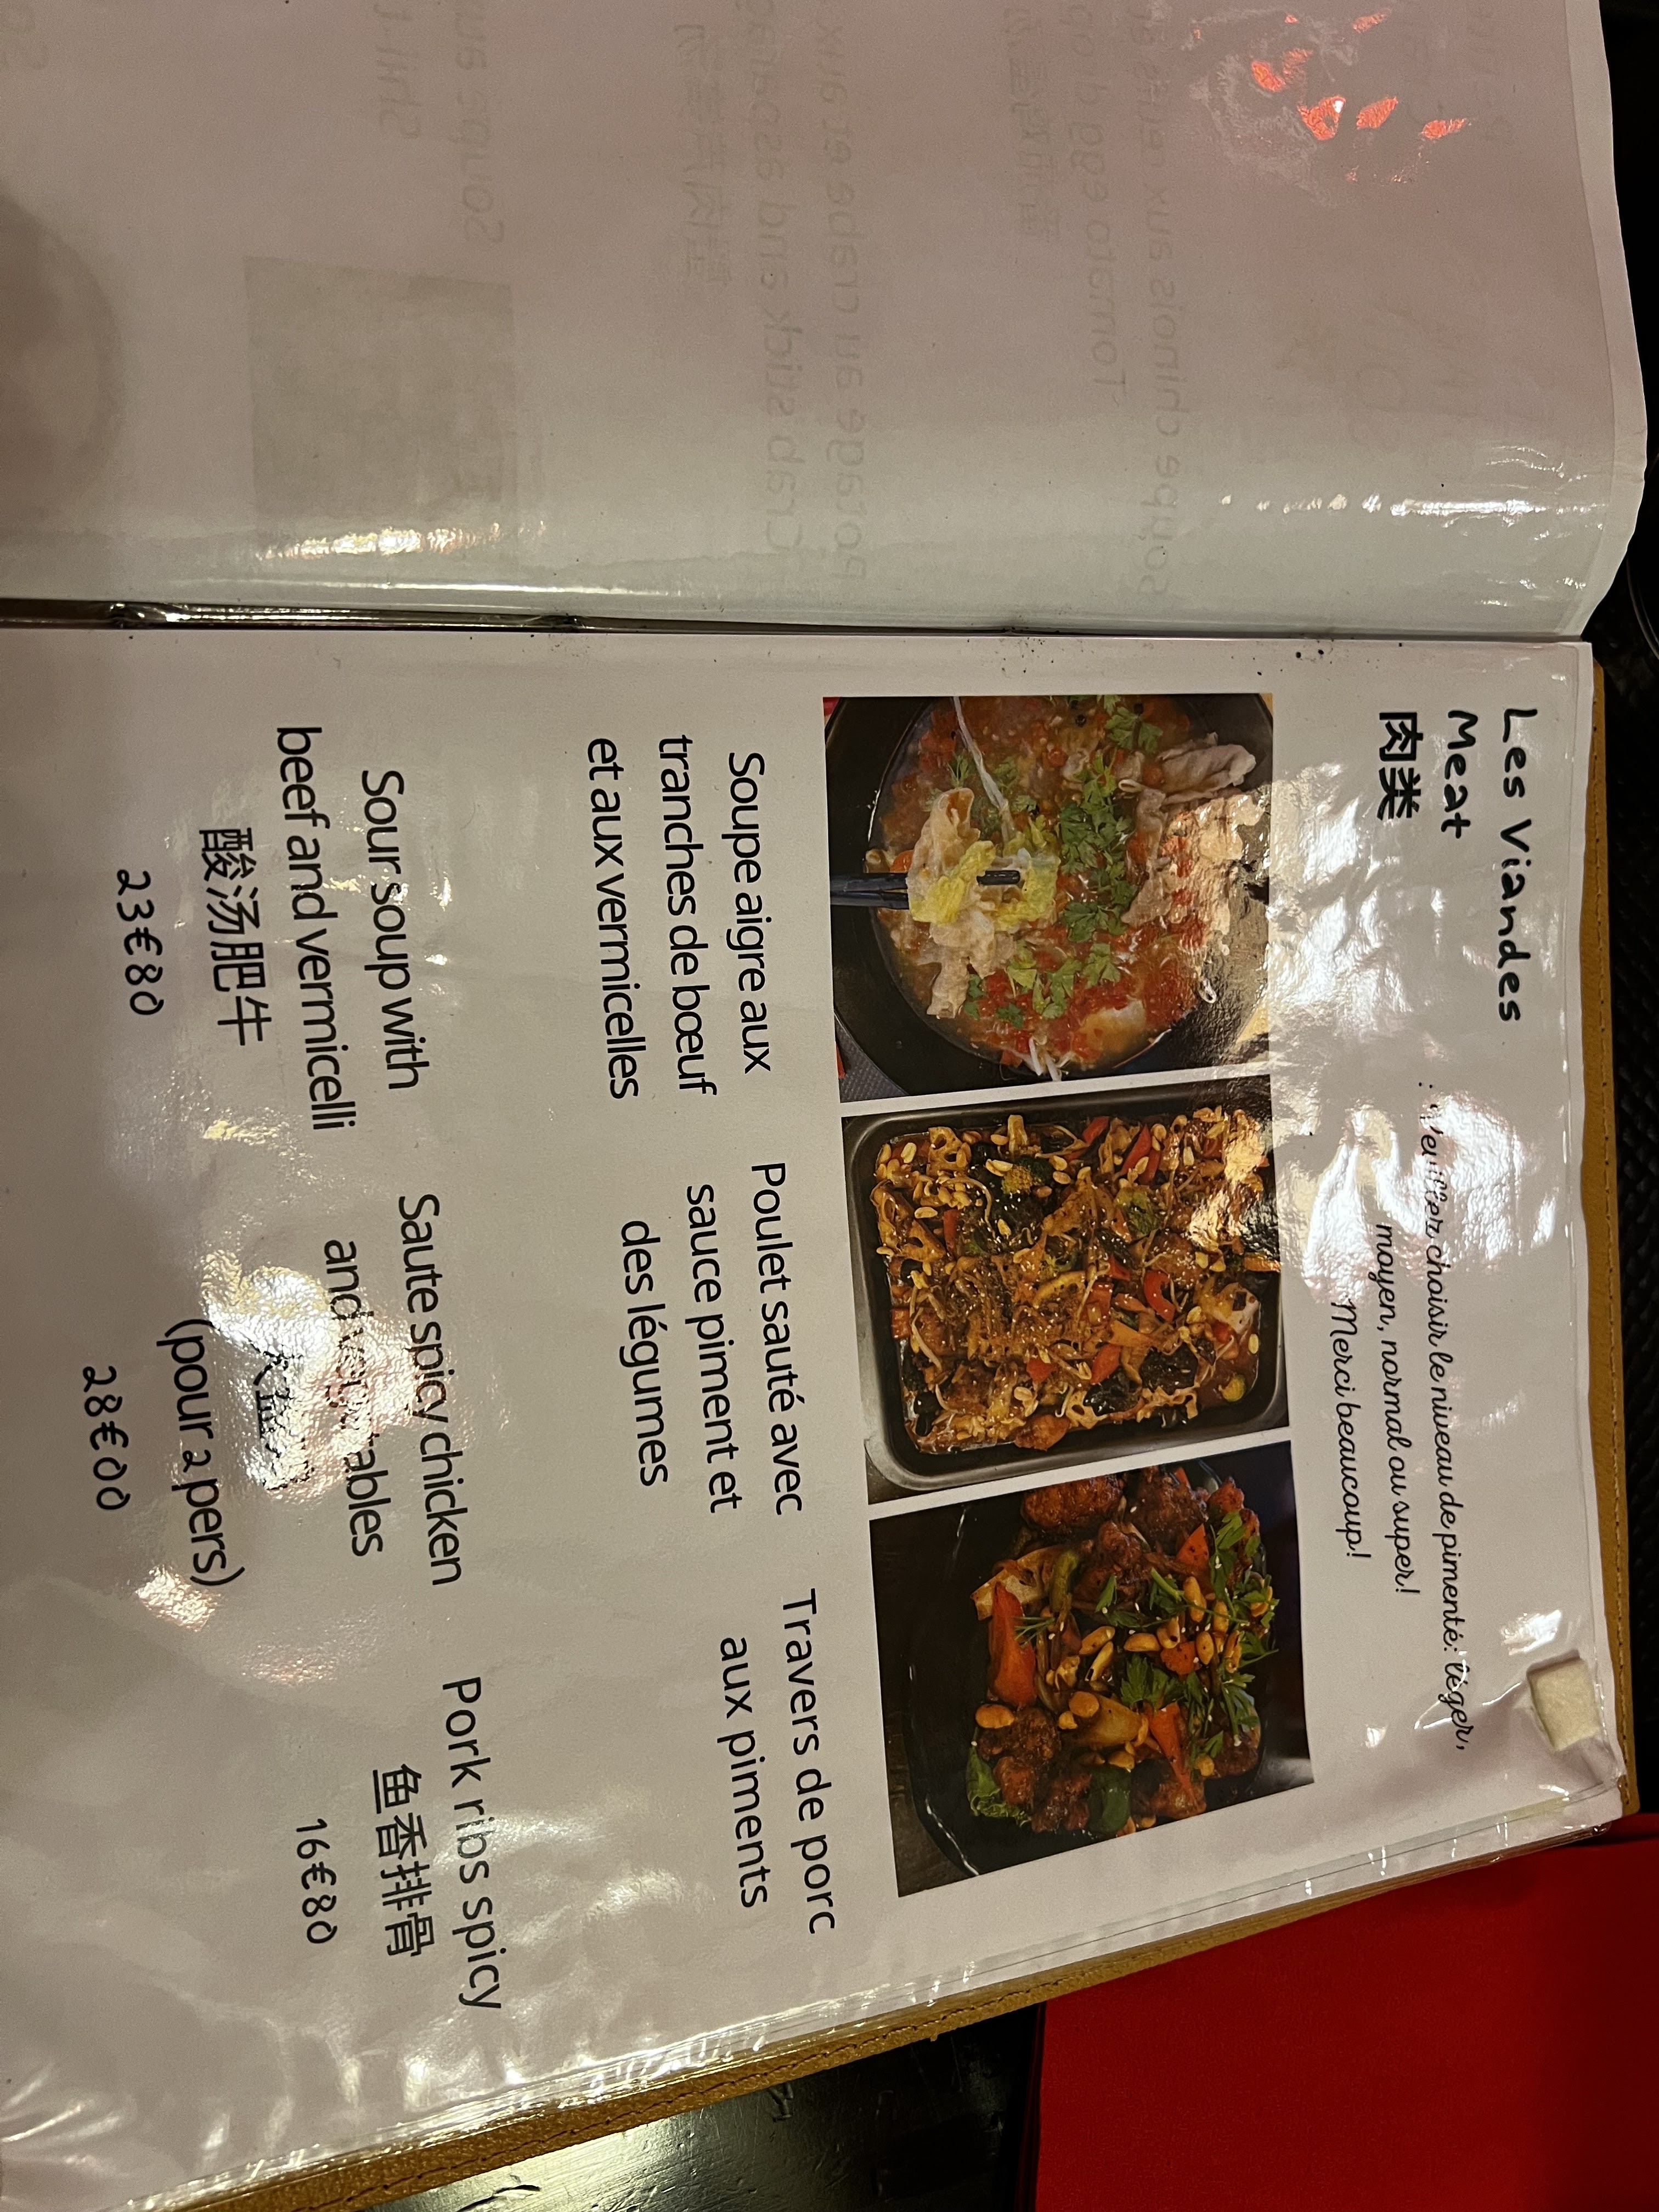 Les Viandes
Meat
肉类
Veuillez choisir le niveau de pimenté: léger,
moyen, normal ou super!
Merci beaucoup!
Soupe aigre aux
tranches de bœuf
et aux vermicelles
Sour soup with
beef and vermicelli
酸汤肥牛
23€80
Poulet sauté avec
sauce piment et
des légumes
Saute spicy chicken
and vegetables
(pour 2 pers)
28€00
Travers de porc
aux piments
Pork ribs spicy
鱼香排骨
16€80